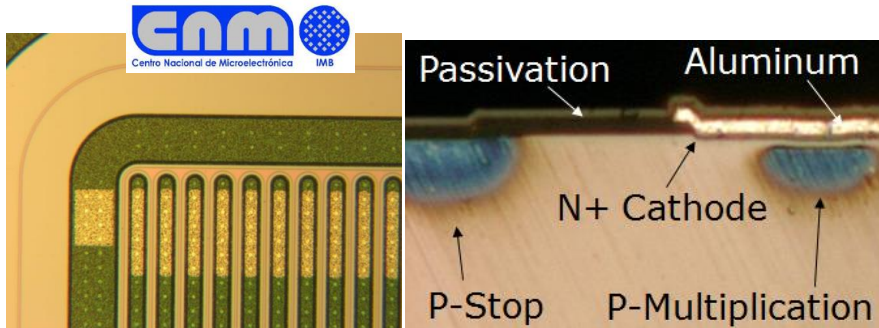 cnm
Centro Nacional de Microelectrónica IMB
Passivation
Aluminum
N+ Cathode
P-Stop
P-Multiplication